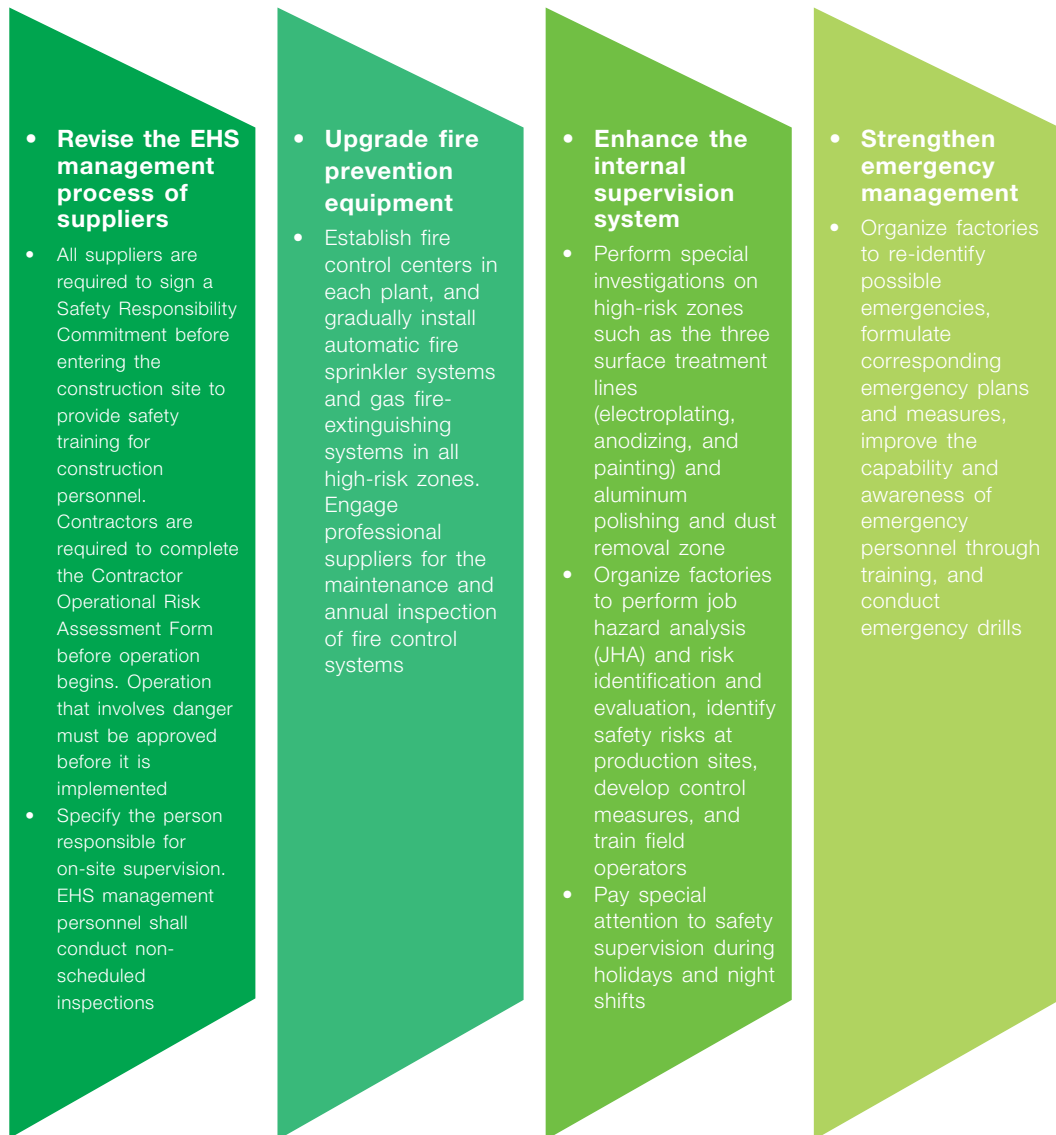 • Revise the EHS
management
process of
suppliers
• All suppliers are
required to sign a
Safety Responsibility
Commitment before
entering the
construction site to
provide safety
training for
construction
personnel.
Contractors are
required to complete
the Contractor
Operational Risk
Assessment Form
before operation
begins. Operation
that involves danger
must be approved
before it is
implemented
• Specify the person
responsible for
on-site supervision.
EHS management
personnel shall
conduct non-
scheduled
inspections
• Upgrade fire
prevention
equipment
• Establish fire
control centers in
each plant, and
gradually install
automatic fire
sprinkler systems
and gas fire-
extinguishing
systems in all
high-risk zones.
Engage
professional
suppliers for the
maintenance and
annual inspection
of fire control
systems
• Enhance the
internal
supervision
system
• Perform special
investigations on
high-risk zones
such as the three
surface treatment
lines
(electroplating,
anodizing, and
painting) and
aluminum
polishing and dust
removal zone
• Organize factories
to perform job
hazard analysis
(JHA) and risk
identification and
evaluation, identify
safety risks at
production sites,
develop control
measures, and
train field
operators
• Pay special
attention to safety
supervision during
holidays and night
shifts
• Strengthen
emergency
management
• Organize factories
to re-identify
possible
emergencies,
formulate
corresponding
emergency plans
and measures,
improve the
capability and
awareness of
emergency
personnel through
training, and
conduct
emergency drills